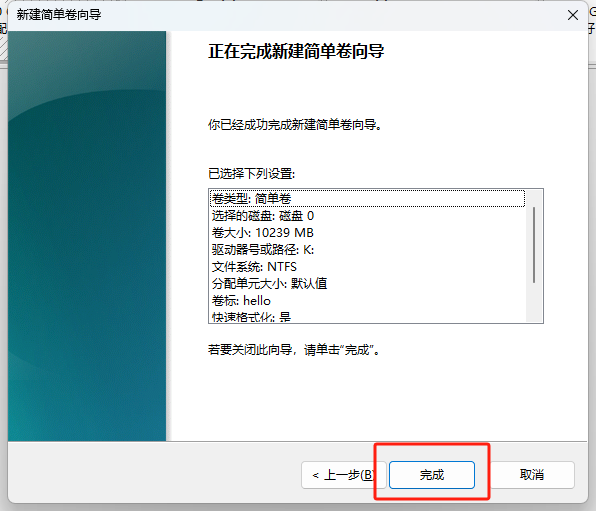 新建简单卷向导
正在完成新建简单卷向导
你已经成功完成新建简单卷向导。
已选择下列设置:
卷类型: 简单卷
选择的磁盘: 磁盘 0
卷大小: 10239 MB
驱动器号或路径: K:
文件系统: NTFS
分配单元大小: 默认值
卷标: hello
快速格式化: 是
若要关闭此向导，请单击“完成”。
< 上一步(B)
完成
取消